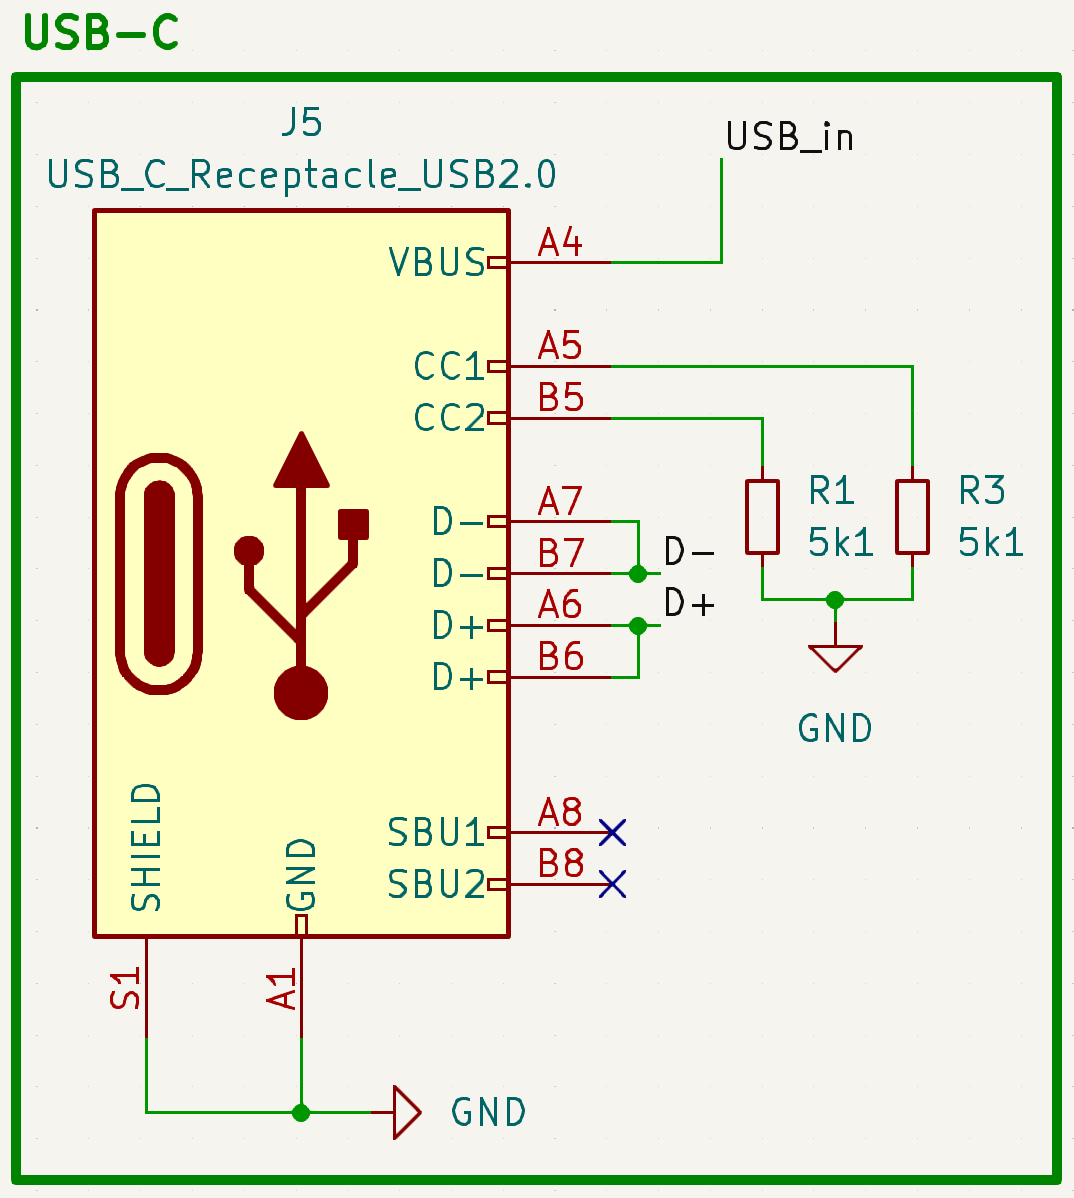 USB-C
J5
USB_C_Receptacle_USB2.0
USB_in
VBUS
A4
CC1
A5
CC2
B5
D-
A7
D-
B7
D-
D+
A6
D+
D+
B6
R1
5k1
R3
5k1
GND
SBU1
A8
SBU2
B8
SHIELD
GND
S1
A1
GND